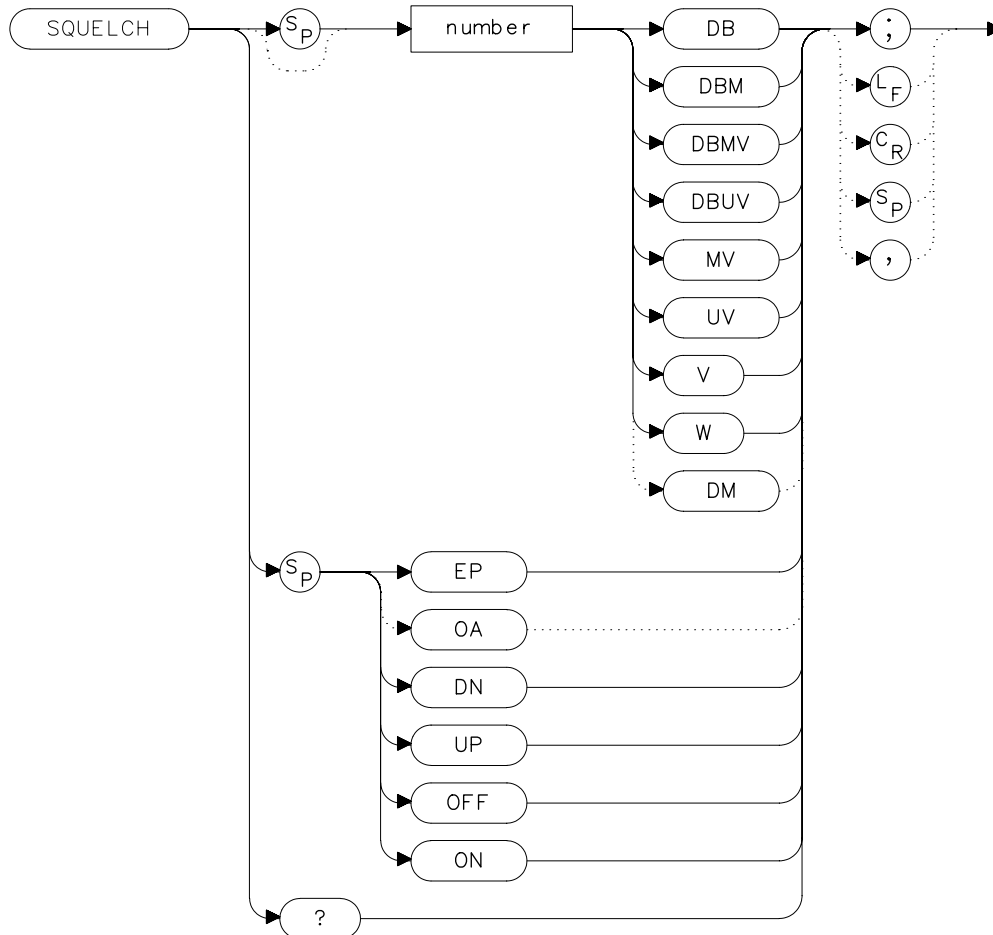 SQUELCH SP number DB ;
DBM LF
DBMV CR
DBUV SP
MV ,
UV
V
W
DM
SP EP
OA
DN
UP
OFF
ON
?